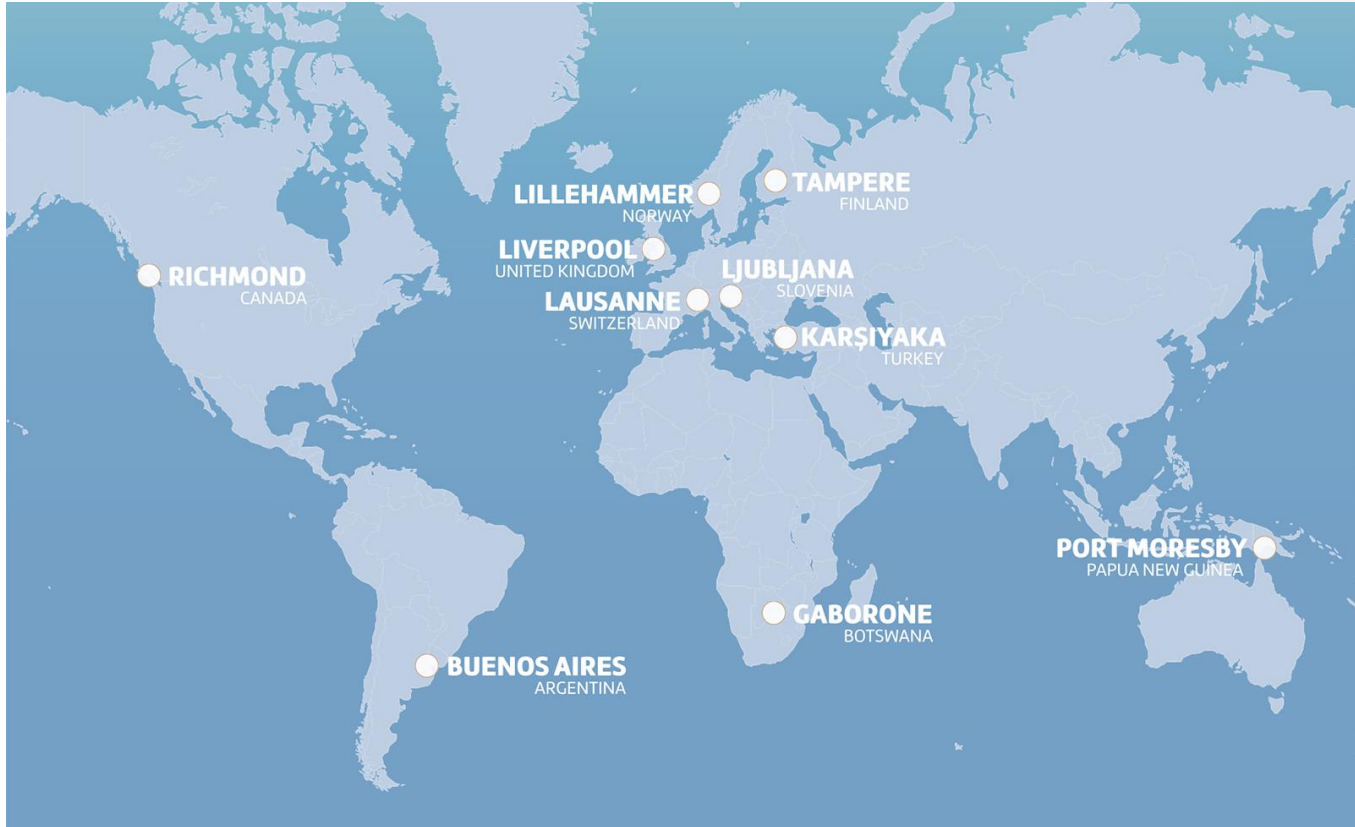 LILLEHAMMER
NORWAY
TAMPERE
FINLAND
LIVERPOOL
UNITED KINGDOM
LJUBLJANA
SLOVENIA
RICHMOND
CANADA
LAUSANNE
SWITZERLAND
KARŞIYAKA
TURKEY
PORT MORESBY
PAPUA NEW GUINEA
GABORONE
BOTSWANA
BUENOS AIRES
ARGENTINA